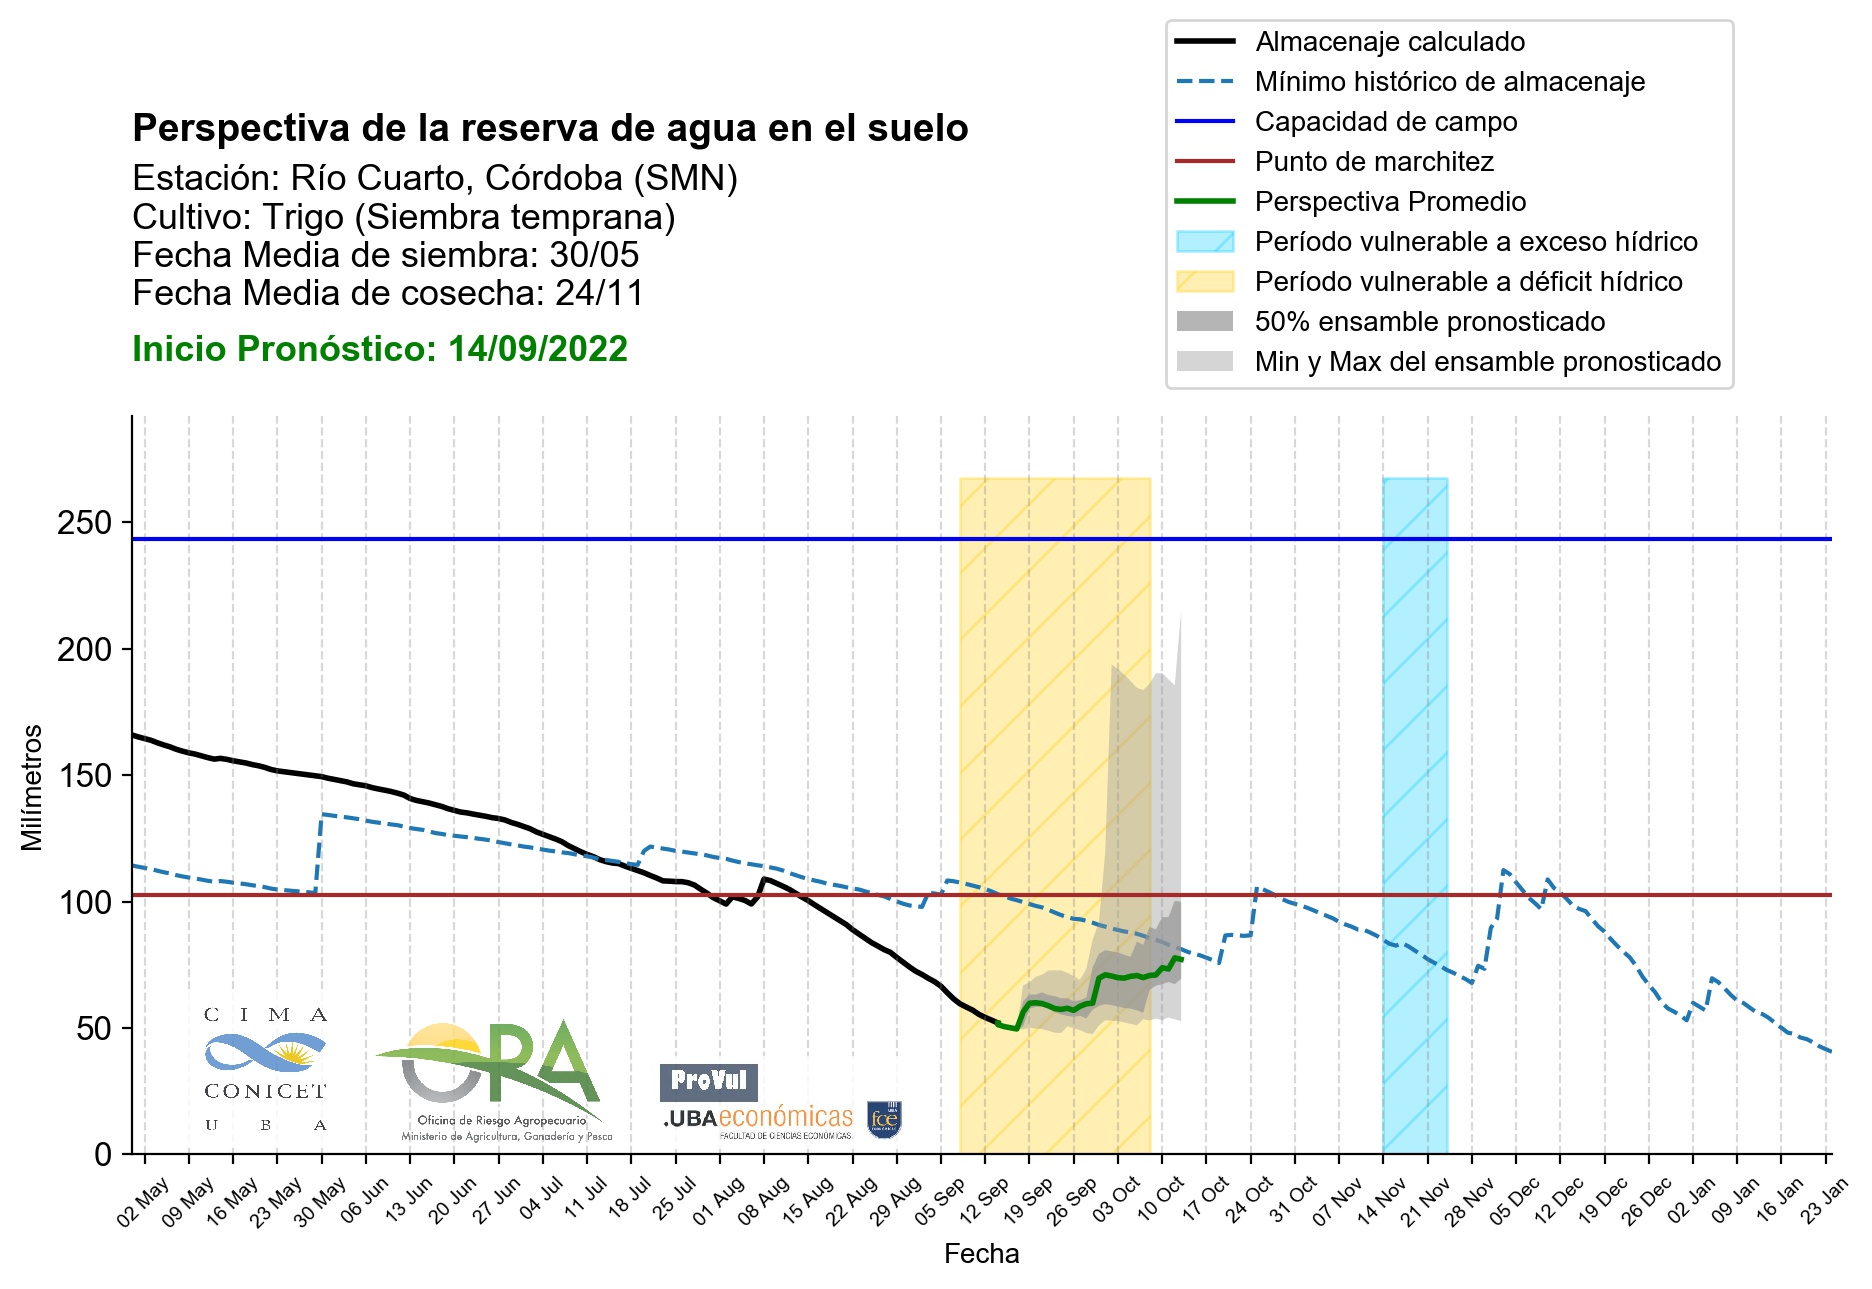 Almacenaje calculado
Mínimo histórico de almacenaje
Capacidad de campo
Punto de marchitez
Perspectiva Promedio
Período vulnerable a exceso hídrico
Período vulnerable a déficit hídrico
50% ensamble pronosticado
Min y Max del ensamble pronosticado
Perspectiva de la reserva de agua en el suelo
Estación: Río Cuarto, Córdoba (SMN)
Cultivo: Trigo (Siembra temprana)
Fecha Media de siembra: 30/05
Fecha Media de cosecha: 24/11
Inicio Pronóstico: 14/09/2022
Milímetros
250
200
150
100
50
0
CIMA
CONICET
UBA
ORA
Oficina de Riesgo Agropecuario
Ministerio de Agricultura, Ganadería y Pesca
ProVul
.UBAeconómicas
FACULTAD DE CIENCIAS ECONÓMICAS
fce
02 May
09 May
16 May
23 May
30 May
06 Jun
13 Jun
20 Jun
27 Jun
04 Jul
11 Jul
18 Jul
25 Jul
01 Aug
08 Aug
15 Aug
22 Aug
29 Aug
05 Sep
12 Sep
19 Sep
26 Sep
03 Oct
10 Oct
17 Oct
24 Oct
31 Oct
07 Nov
14 Nov
21 Nov
28 Nov
05 Dec
12 Dec
19 Dec
26 Dec
02 Jan
09 Jan
16 Jan
23 Jan
Fecha